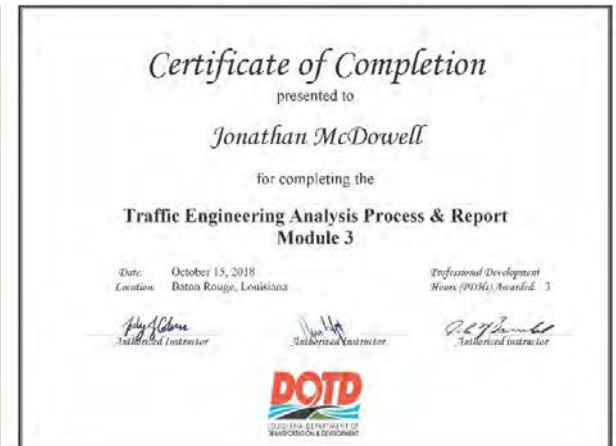 Certificate of Completion
presented to
Jonathan McDowell
for completing the
Traffic Engineering Analysis Process & Report
Module 3
Date: October 15, 2018
Location: Baton Rouge, Louisiana
Professional Development
Hours (PDHs) Awarded: 3
Authorized Instructor
Authorized Instructor
Authorized instructor
DOTD
LOUISIANA DEPARTMENT OF
TRANSPORTATION & DEVELOPMENT